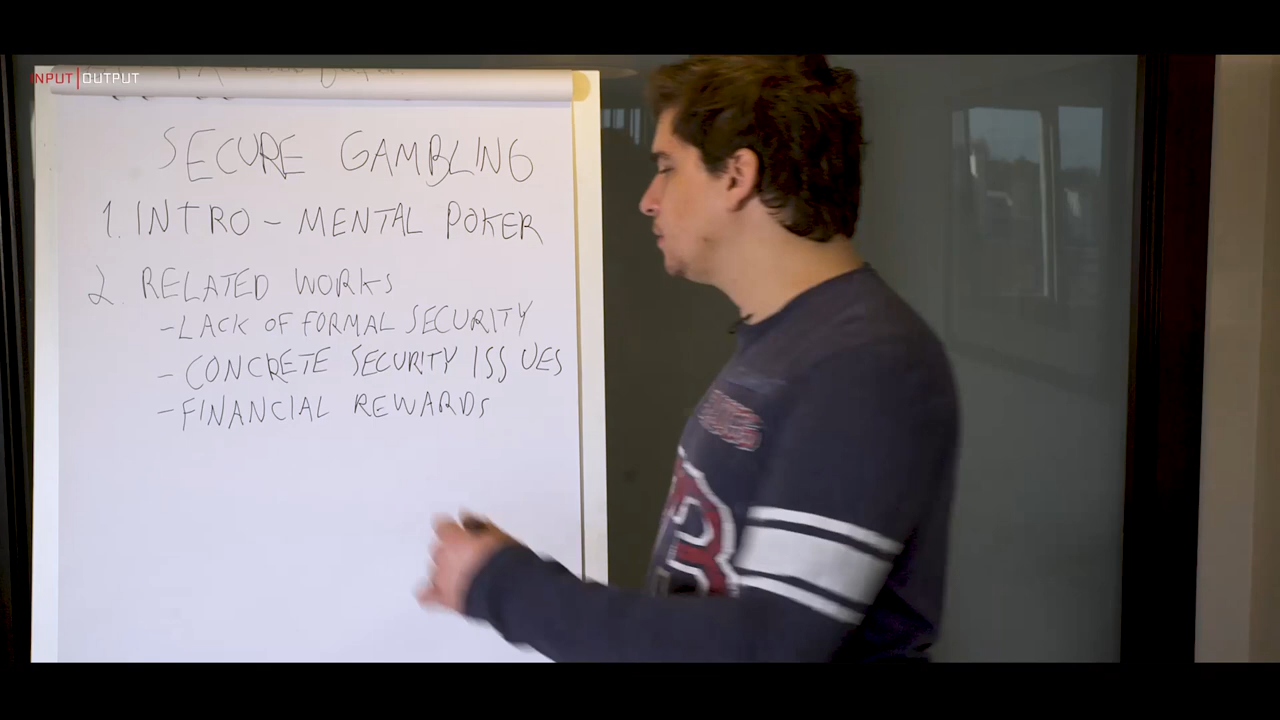 INPUT|OUTPUT
SECURE GAMBLING
1. INTRO - MENTAL POKER
2. RELATED WORKS
- LACK OF FORMAL SECURITY
- CONCRETE SECURITY ISSUES
- FINANCIAL REWARDS